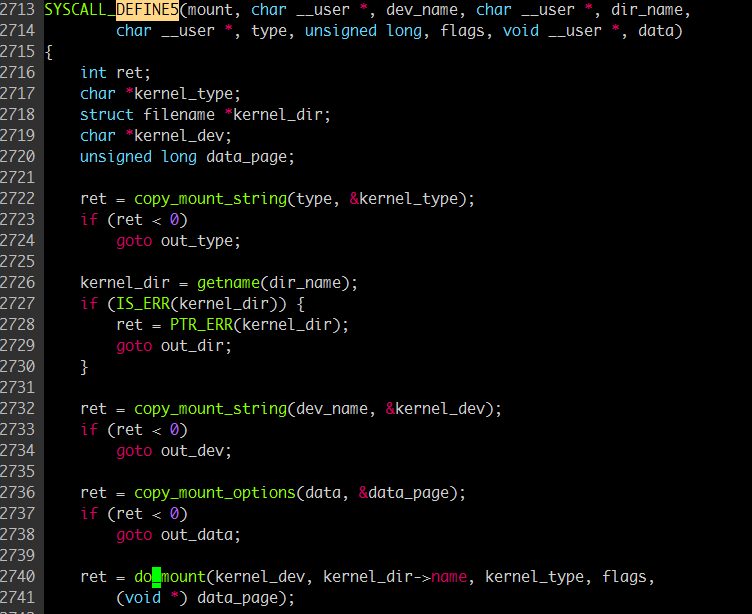 2713 SYSCALL_DEFINE5(mount, char __user *, dev_name, char __user *, dir_name,
2714         char __user *, type, unsigned long, flags, void __user *, data)
2715 {
2716     int ret;
2717     char *kernel_type;
2718     struct filename *kernel_dir;
2719     char *kernel_dev;
2720     unsigned long data_page;
2721
2722     ret = copy_mount_string(type, &kernel_type);
2723     if (ret < 0)
2724         goto out_type;
2725
2726     kernel_dir = getname(dir_name);
2727     if (IS_ERR(kernel_dir)) {
2728         ret = PTR_ERR(kernel_dir);
2729         goto out_dir;
2730     }
2731
2732     ret = copy_mount_string(dev_name, &kernel_dev);
2733     if (ret < 0)
2734         goto out_dev;
2735
2736     ret = copy_mount_options(data, &data_page);
2737     if (ret < 0)
2738         goto out_data;
2739
2740     ret = do_mount(kernel_dev, kernel_dir->name, kernel_type, flags,
2741         (void *) data_page);